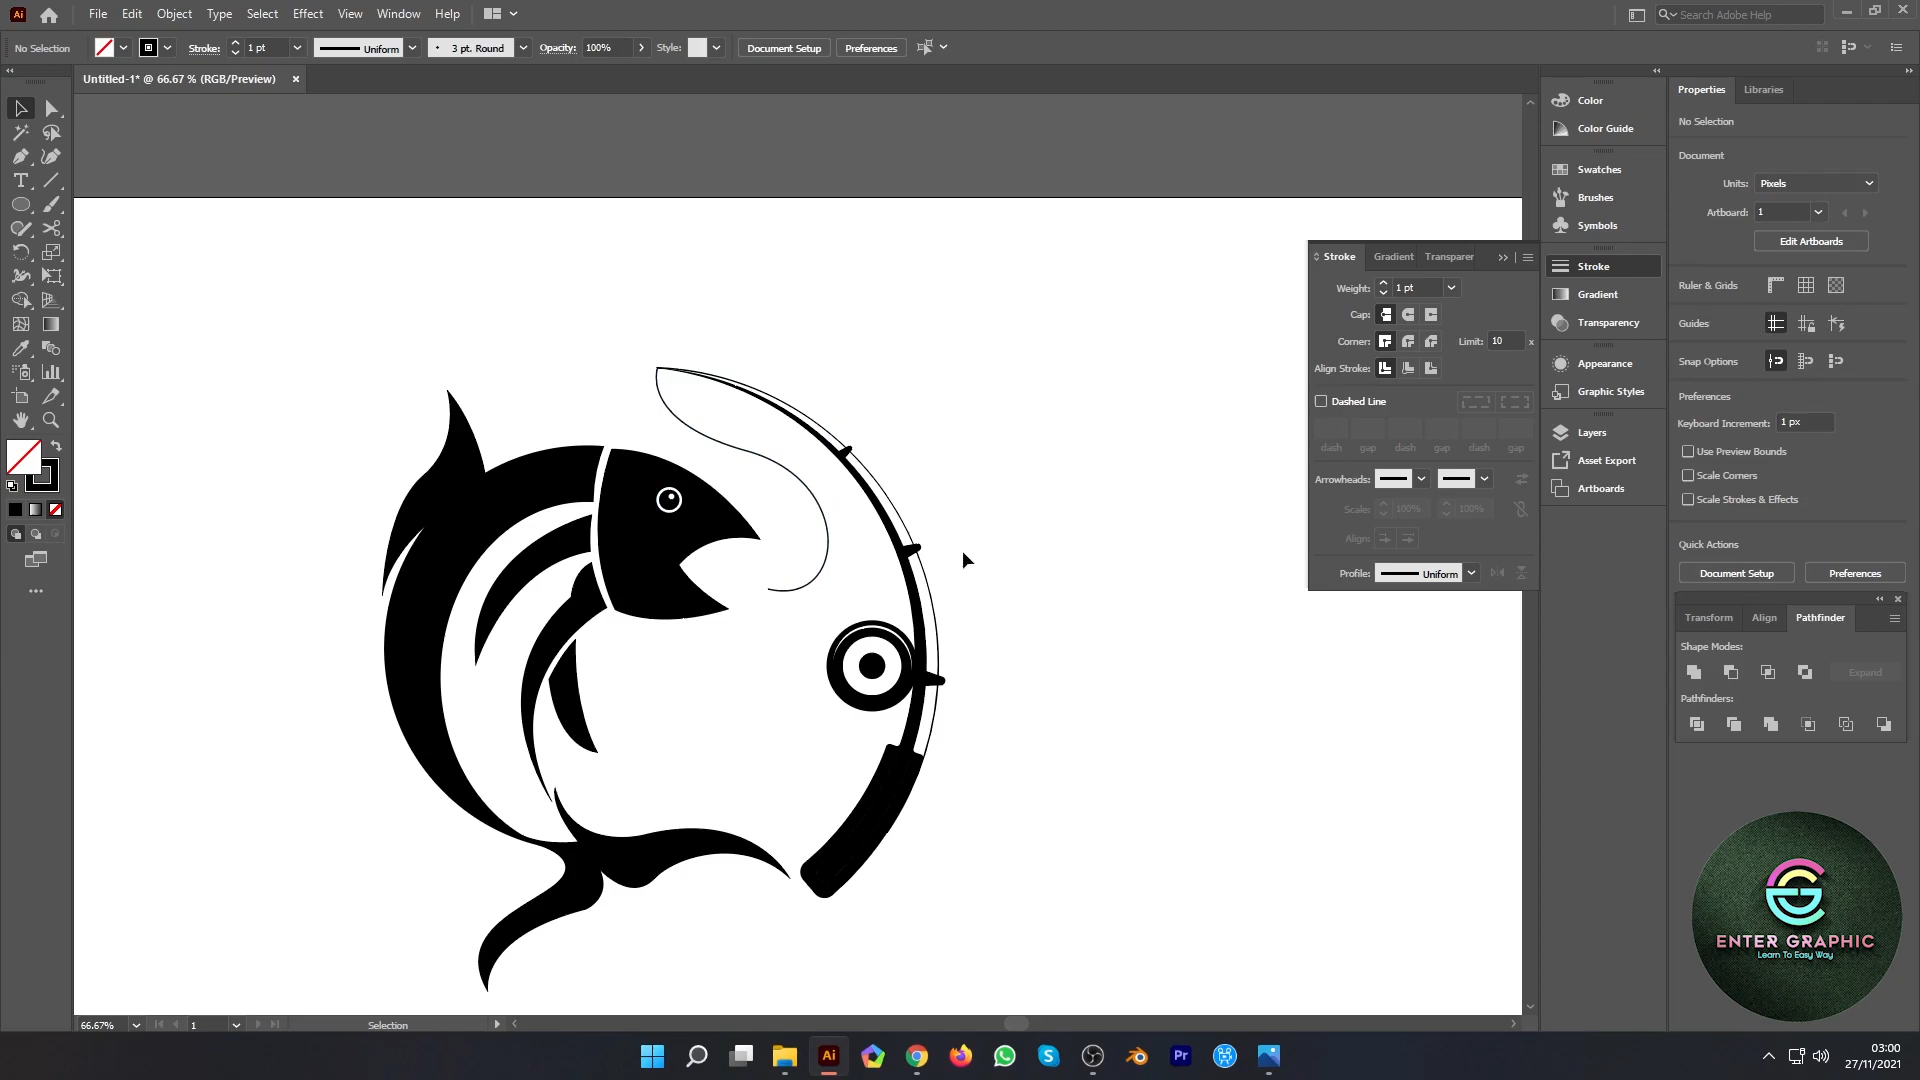 Ai File Edit Object Type Select Effect View Window Help Search Adobe Help
No Selection Stroke: 1 pt Uniform 3 pt. Round Opacity: 100% Style: Document Setup Preferences
Untitled-1* @ 66.67 % (RGB/Preview) ×
Stroke Gradient Transparer
Weight: 1 pt
Cap:
Corner: Limit: 10 x
Align Stroke:
Dashed Line
dash gap dash gap dash gap
Arrowheads:
Scale: 100% 100%
Align:
Profile: Uniform
Color
Color Guide
Swatches
Brushes
Symbols
Stroke
Gradient
Transparency
Appearance
Graphic Styles
Layers
Asset Export
Artboards
Properties Libraries
No Selection
Document
Units: Pixels
Artboard: 1
Edit Artboards
Ruler & Grids
Guides
Snap Options
Preferences
Keyboard Increment: 1 px
Use Preview Bounds
Scale Corners
Scale Strokes & Effects
Quick Actions
Document Setup Preferences
Transform Align Pathfinder
Shape Modes:
Expand
Pathfinders:
ENTER GRAPHIC
Learn To Easy Way
66.67% 1 Selection
Ai Pr
03:00
27/11/2021